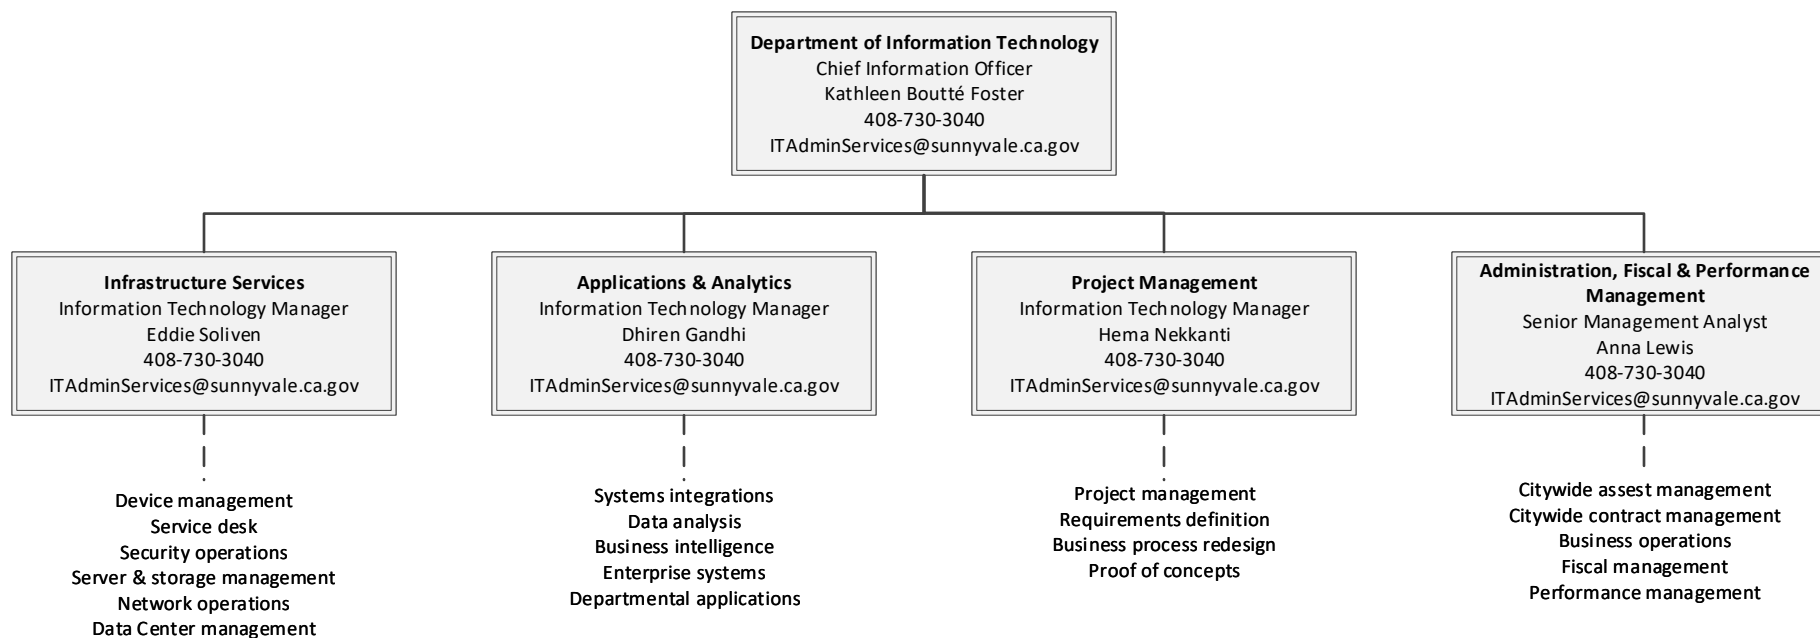 Department of Information Technology
Chief Information Officer
Kathleen Boutté Foster
408-730-3040
ITAdminServices@sunnyvale.ca.gov
Infrastructure Services
Information Technology Manager
Eddie Soliven
408-730-3040
ITAdminServices@sunnyvale.ca.gov
Applications & Analytics
Information Technology Manager
Dhiren Gandhi
408-730-3040
ITAdminServices@sunnyvale.ca.gov
Project Management
Information Technology Manager
Hema Nekkanti
408-730-3040
ITAdminServices@sunnyvale.ca.gov
Administration, Fiscal & Performance
Management
Senior Management Analyst
Anna Lewis
408-730-3040
ITAdminServices@sunnyvale.ca.gov
Device management
Service desk
Security operations
Server & storage management
Network operations
Data Center management
Systems integrations
Data analysis
Business intelligence
Enterprise systems
Departmental applications
Project management
Requirements definition
Business process redesign
Proof of concepts
Citywide assest management
Citywide contract management
Business operations
Fiscal management
Performance management